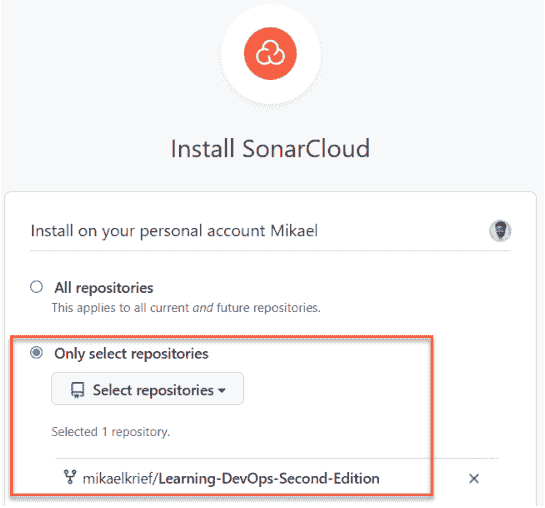 Install SonarCloud
Install on your personal account Mikael
All repositories
This applies to all current and future repositories.
Only select repositories
Select repositories
Selected 1 repository.
mikaelkrief/Learning-DevOps-Second-Edition